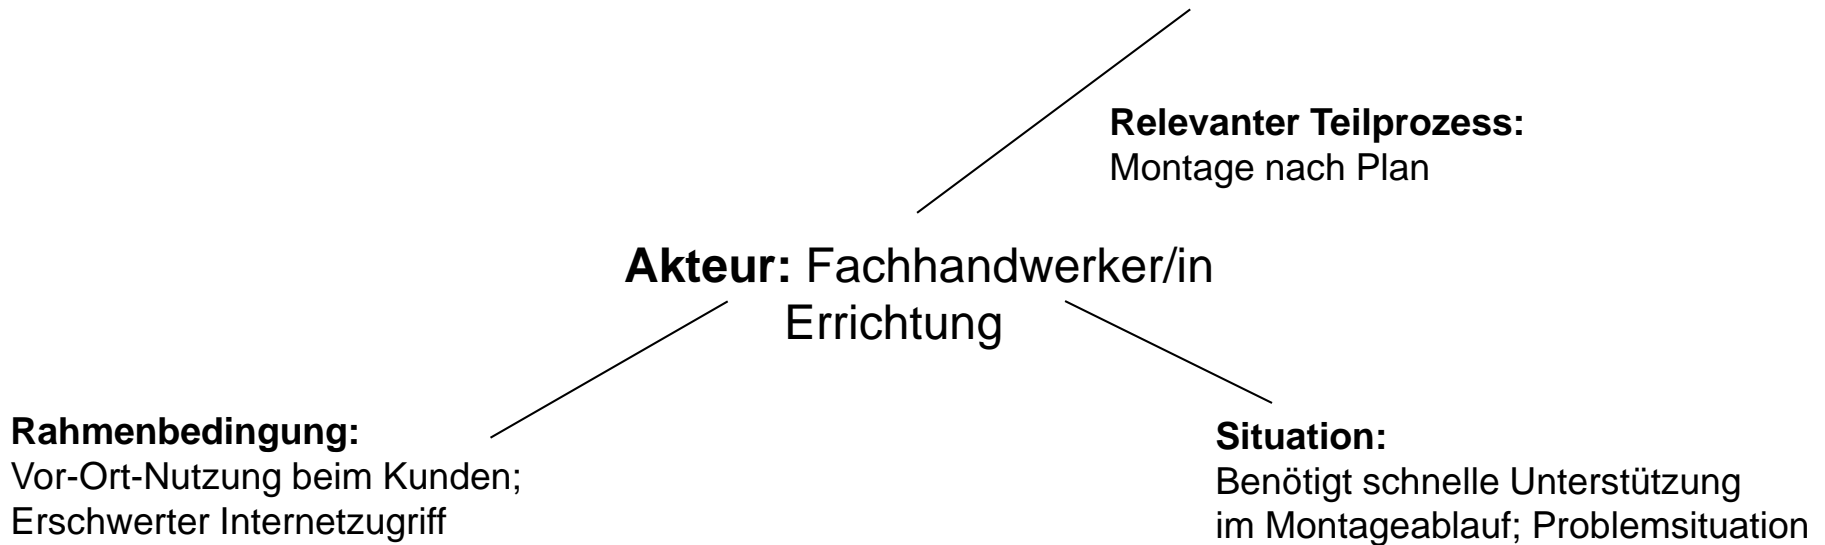 Relevanter Teilprozess:
Montage nach Plan
Akteur: Fachhandwerker/in
Errichtung
Rahmenbedingung:
Vor-Ort-Nutzung beim Kunden;
Erschwerter Internetzugriff
Situation:
Benötigt schnelle Unterstützung
im Montageablauf; Problemsituation